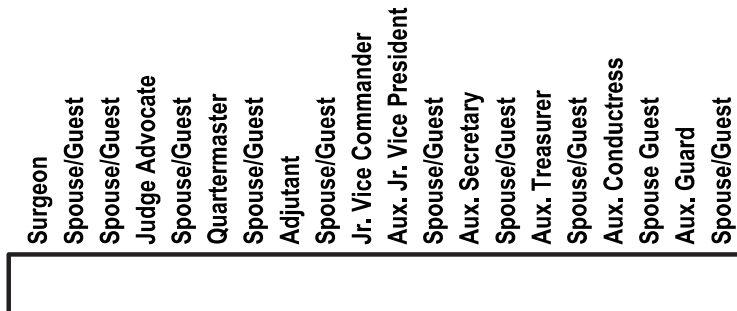 Surgeon
Spouse/Guest
Spouse/Guest
Judge Advocate
Spouse/Guest
Quartermaster
Spouse/Guest
Adjutant
Spouse/Guest
Jr. Vice Commander
Aux. Jr. Vice President
Spouse/Guest
Aux. Secretary
Spouse/Guest
Aux. Treasurer
Spouse/Guest
Aux. Conductress
Spouse Guest
Aux. Guard
Spouse/Guest